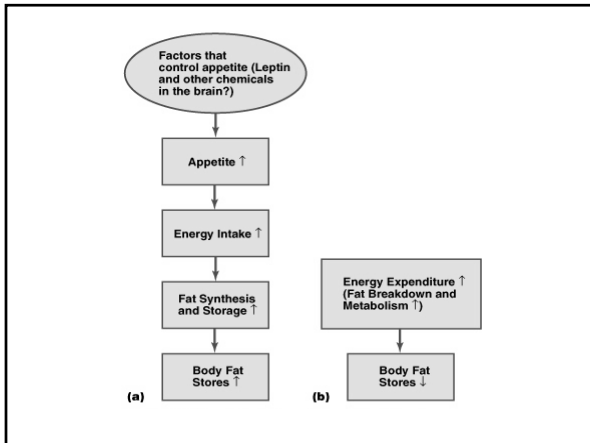 Factors that
control appetite (Leptin
and other chemicals
in the brain?)
Appetite ↑
Energy Intake ↑
Fat Synthesis
and Storage ↑
Body Fat
Stores ↑
(a)
Energy Expenditure ↑
(Fat Breakdown and
Metabolism ↑)
Body Fat
Stores ↓
(b)